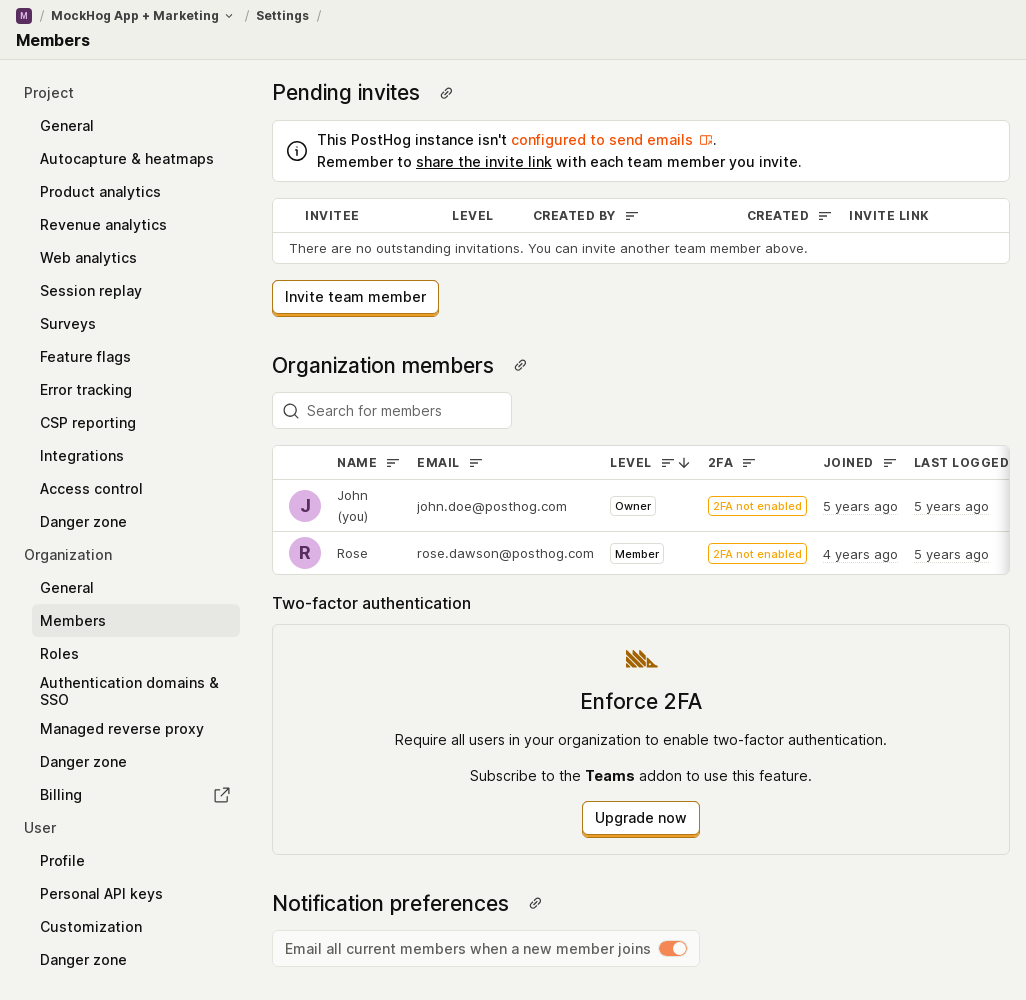 M / MockHog App + Marketing / Settings /
Members
Project
General
Autocapture & heatmaps
Product analytics
Revenue analytics
Web analytics
Session replay
Surveys
Feature flags
Error tracking
CSP reporting
Integrations
Access control
Danger zone
Organization
General
Members
Roles
Authentication domains &
SSO
Managed reverse proxy
Danger zone
Billing
User
Profile
Personal API keys
Customization
Danger zone
Pending invites
This PostHog instance isn't configured to send emails .
Remember to share the invite link with each team member you invite.
INVITEE LEVEL CREATED BY CREATED INVITE LINK
There are no outstanding invitations. You can invite another team member above.
Invite team member
Organization members
Search for members
NAME EMAIL LEVEL 2FA JOINED LAST LOGGED
J John (you) john.doe@posthog.com Owner 2FA not enabled 5 years ago 5 years ago
R Rose rose.dawson@posthog.com Member 2FA not enabled 4 years ago 5 years ago
Two-factor authentication
Enforce 2FA
Require all users in your organization to enable two-factor authentication.
Subscribe to the Teams addon to use this feature.
Upgrade now
Notification preferences
Email all current members when a new member joins